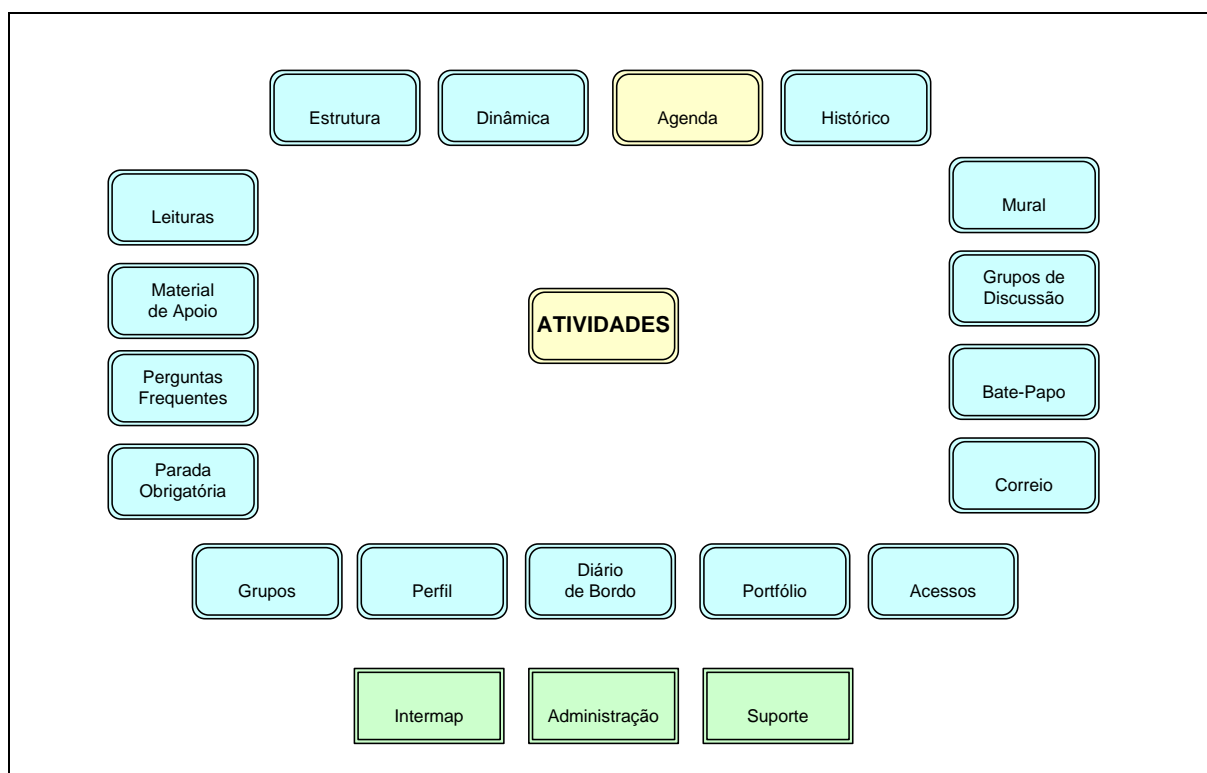 Estrutura
Dinâmica
Agenda
Histórico
Leituras
Material
de Apoio
Perguntas
Frequentes
Parada
Obrigatória
ATIVIDADES
Mural
Grupos de
Discussão
Bate-Papo
Correio
Grupos
Perfil
Diário
de Bordo
Portfólio
Acessos
Intermap
Administração
Suporte